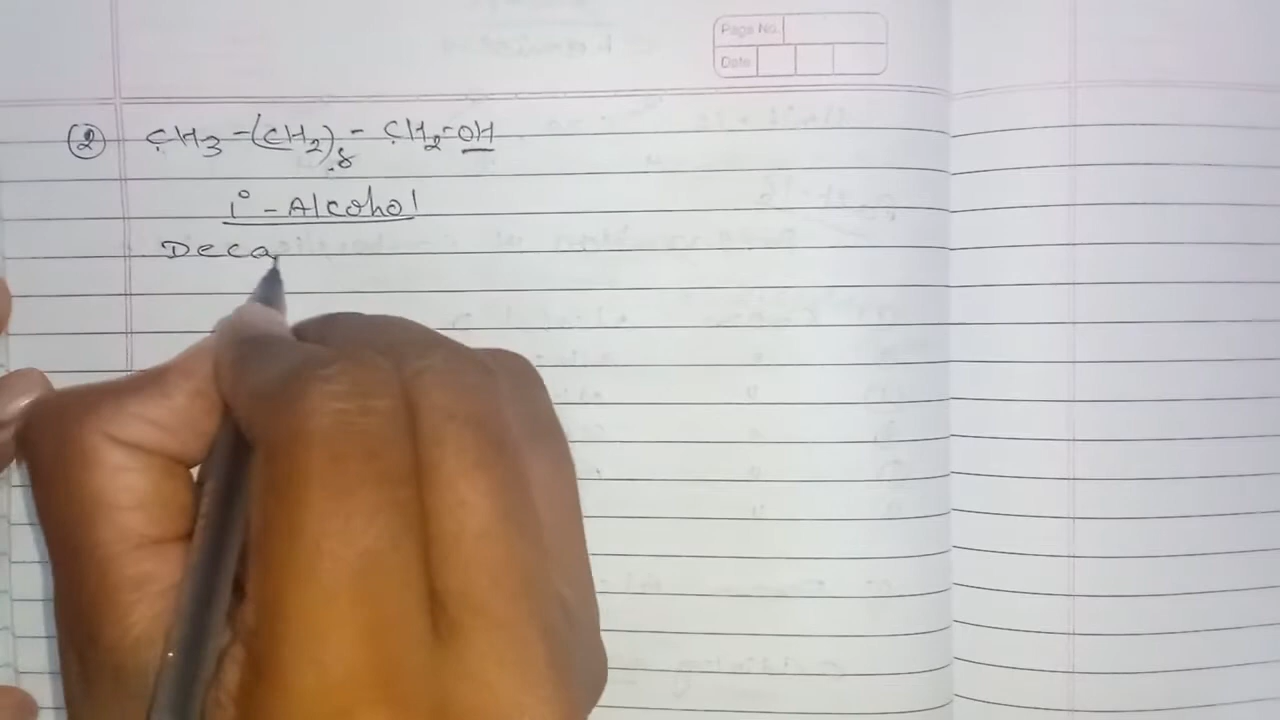 Page No.
Date
② CH3-(CH2)8-CH2-OH
1°-Alcohol
Deca